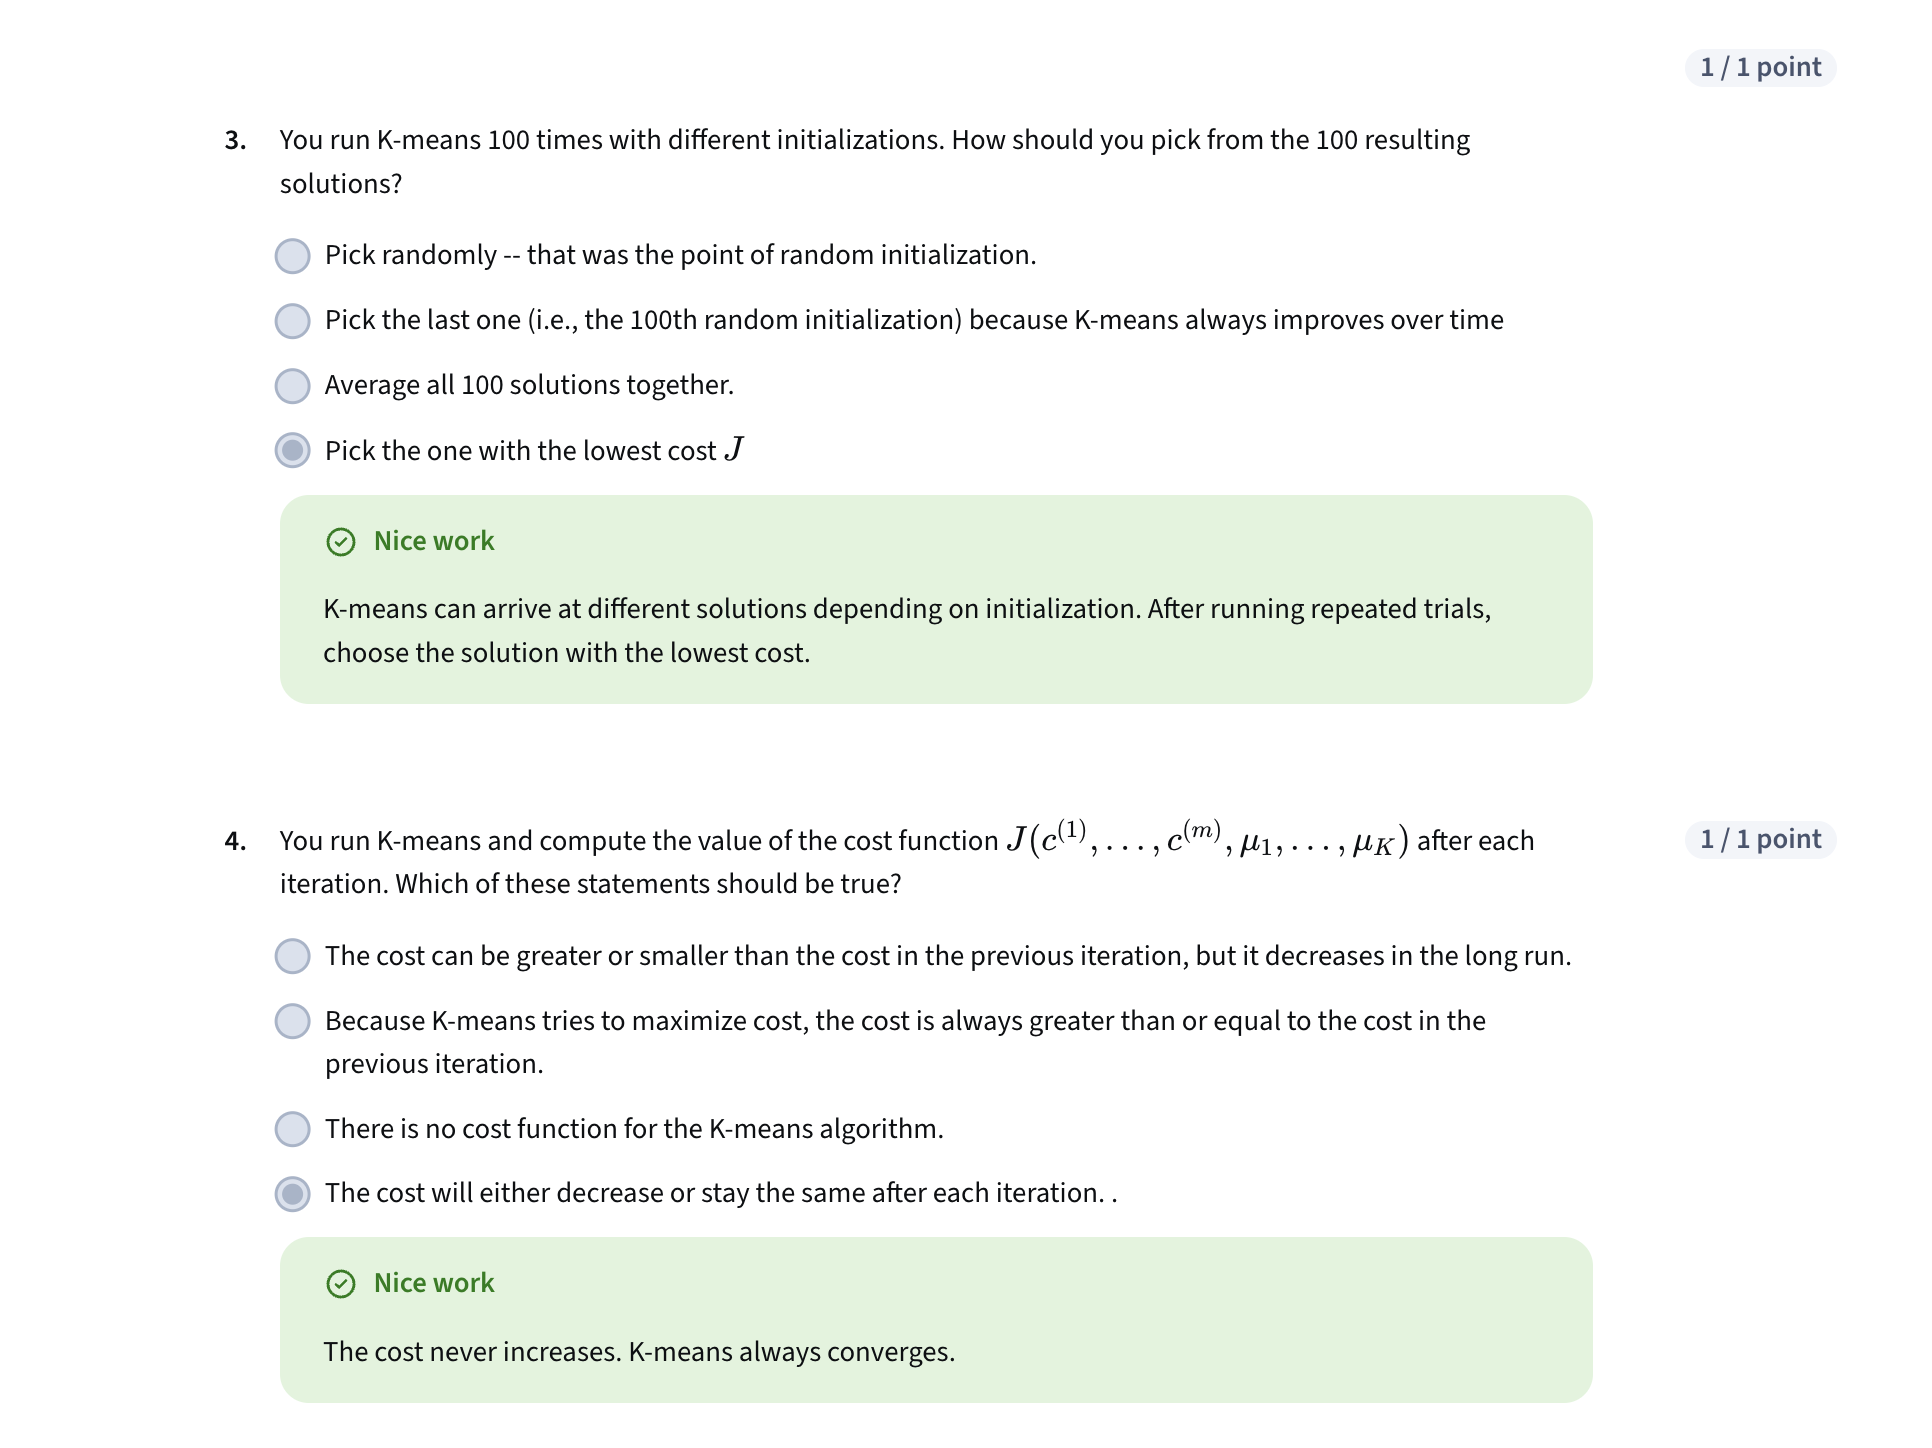 1 / 1 point
3. You run K-means 100 times with different initializations. How should you pick from the 100 resulting
solutions?
Pick randomly -- that was the point of random initialization.
Pick the last one (i.e., the 100th random initialization) because K-means always improves over time
Average all 100 solutions together.
Pick the one with the lowest cost J
Nice work
K-means can arrive at different solutions depending on initialization. After running repeated trials,
choose the solution with the lowest cost.
4. You run K-means and compute the value of the cost function J(c^{(1)}, . . . , c^{(m)}, μ_1, . . . , μ_K) after each
1 / 1 point
iteration. Which of these statements should be true?
The cost can be greater or smaller than the cost in the previous iteration, but it decreases in the long run.
Because K-means tries to maximize cost, the cost is always greater than or equal to the cost in the
previous iteration.
There is no cost function for the K-means algorithm.
The cost will either decrease or stay the same after each iteration. .
Nice work
The cost never increases. K-means always converges.